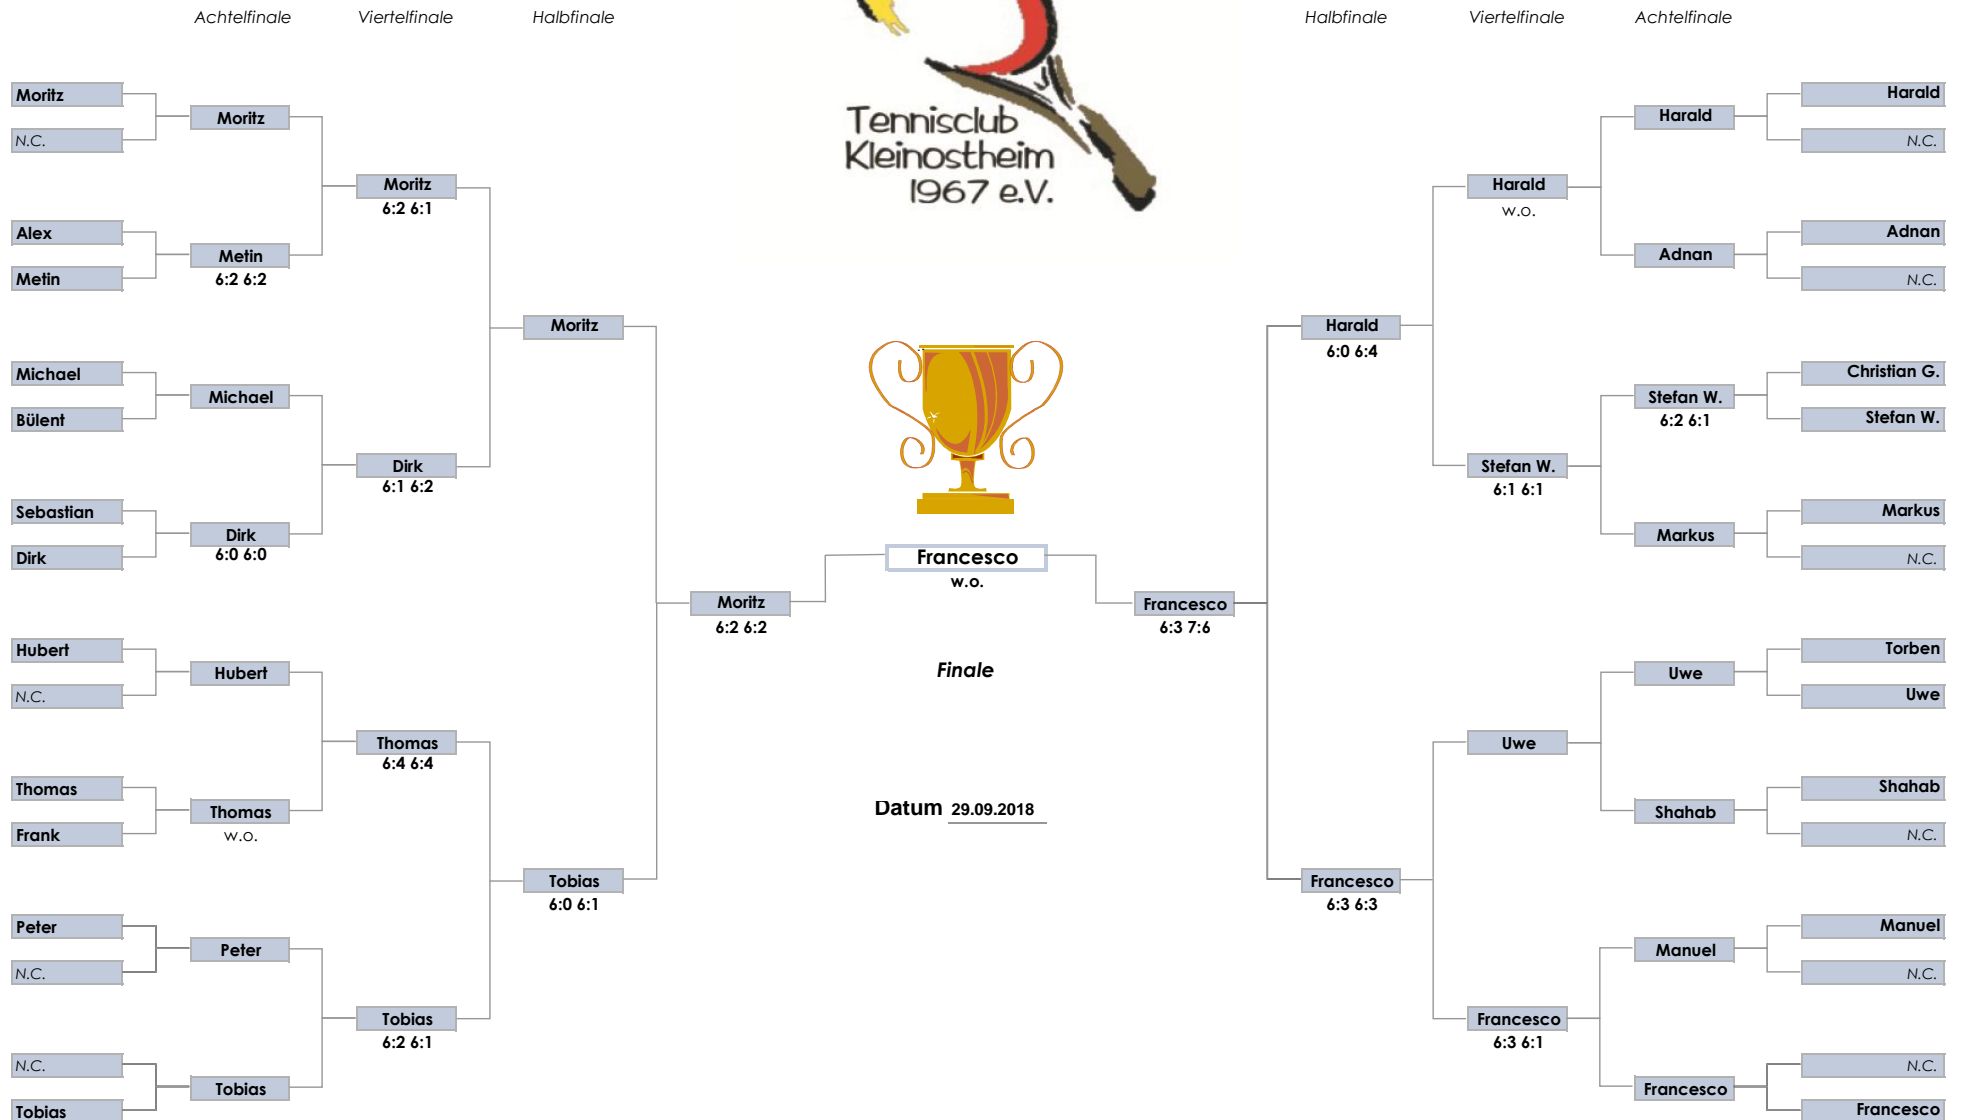 Achtelfinale
Viertelfinale
Halbfinale
Halbfinale
Viertelfinale
Achtelfinale
Tennisclub
Kleinostheim
1967 e.V.
Moritz
N.C.
Alex
Metin
Michael
Bülent
Sebastian
Dirk
Hubert
N.C.
Thomas
Frank
Peter
N.C.
N.C.
Tobias
Moritz
Metin
6:2 6:2
Michael
Dirk
6:0 6:0
Hubert
Thomas
w.o.
Peter
Tobias
Moritz
6:2 6:1
Dirk
6:1 6:2
Thomas
6:4 6:4
Tobias
6:2 6:1
Moritz
Tobias
6:0 6:1
Moritz
6:2 6:2
Francesco
w.o.
Finale
Datum 29.09.2018
Francesco
6:3 7:6
Harald
6:0 6:4
Francesco
6:3 6:3
Harald
w.o.
Stefan W.
6:1 6:1
Uwe
Francesco
6:3 6:1
Harald
Adnan
Stefan W.
6:2 6:1
Markus
Uwe
Shahab
Manuel
Francesco
Harald
N.C.
Adnan
N.C.
Christian G.
Stefan W.
Markus
N.C.
Torben
Uwe
Shahab
N.C.
Manuel
N.C.
N.C.
Francesco